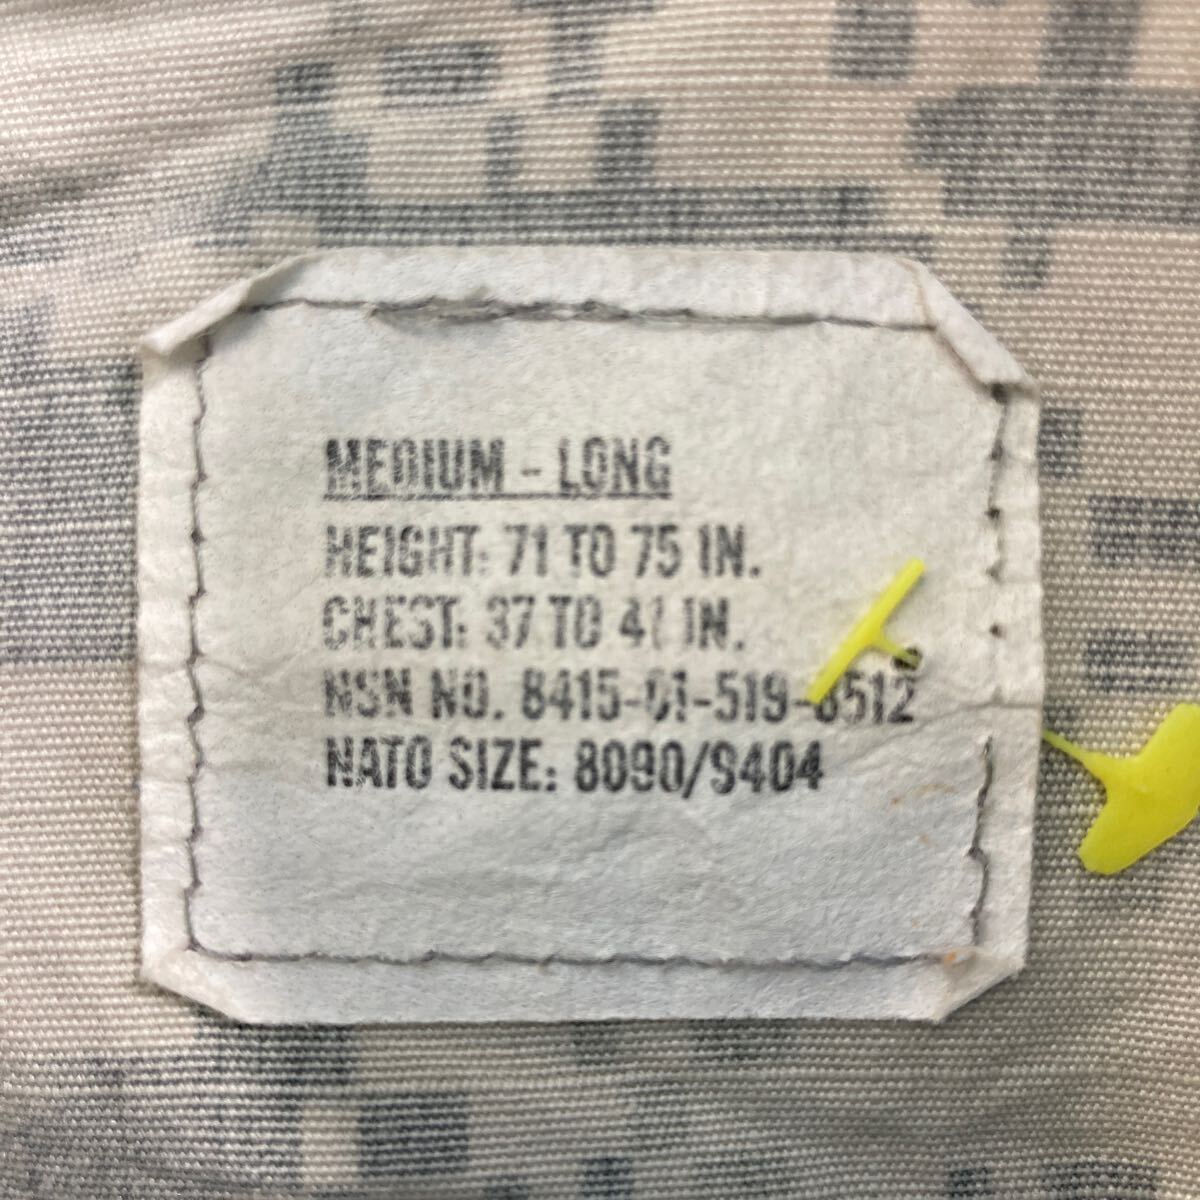 MEDIUM - LONG
HEIGHT: 71 TO 75 IN.
CHEST: 37 TO 41 IN.
NSN NO. 8415-01-519-8512
NATO SIZE: 8090/9404